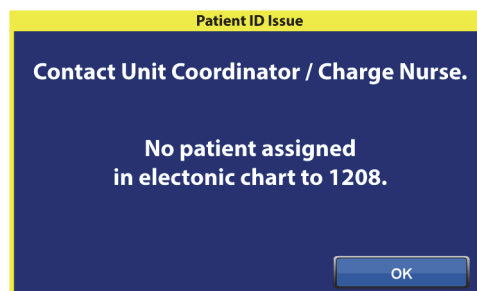 Patient ID Issue
Contact Unit Coordinator / Charge Nurse.
No patient assigned
in electonic chart to 1208.
OK